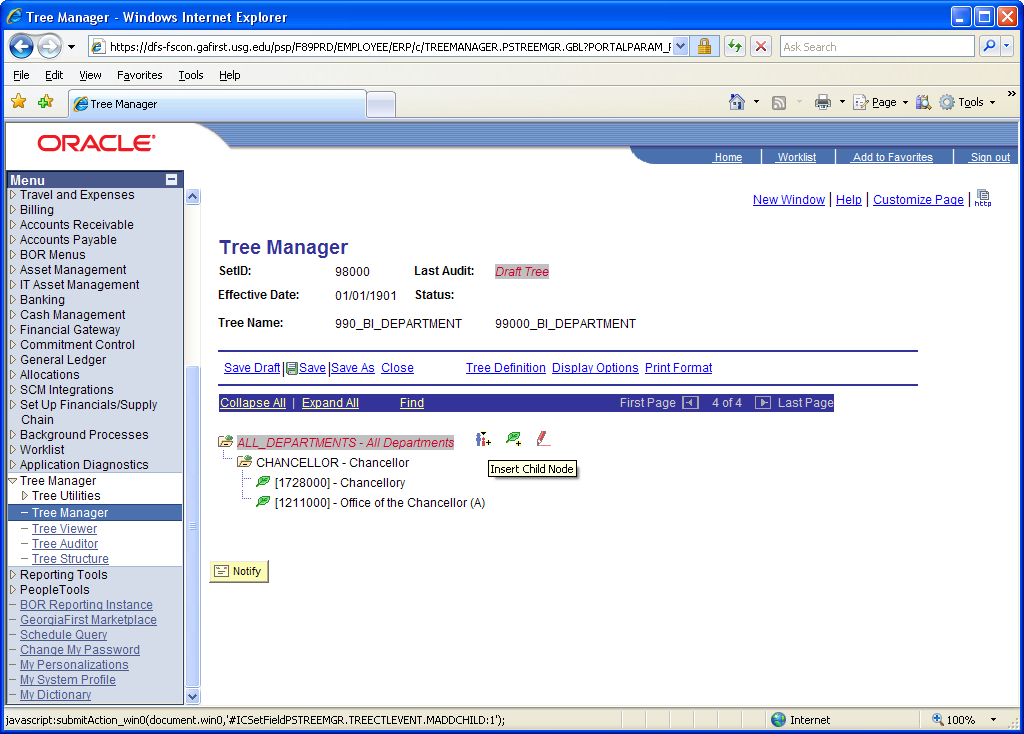 Tree Manager - Windows Internet Explorer
https://dfs-fscon.gafirst.usg.edu/psp/F89PRD/EMPLOYEE/ERP/c/TREEMANAGER.PSTREEMGR.GBL?PORTALPARAM_F
Ask Search
File Edit View Favorites Tools Help
Tree Manager
Page Tools
ORACLE
Home Worklist Add to Favorites Sign out
Menu
Travel and Expenses
Billing
Accounts Receivable
Accounts Payable
BOR Menus
Asset Management
IT Asset Management
Banking
Cash Management
Financial Gateway
Commitment Control
General Ledger
Allocations
SCM Integrations
Set Up Financials/Supply
Chain
Background Processes
Worklist
Application Diagnostics
Tree Manager
Tree Utilities
Tree Manager
Tree Viewer
Tree Auditor
Tree Structure
Reporting Tools
PeopleTools
BOR Reporting Instance
GeorgiaFirst Marketplace
Schedule Query
Change My Password
My Personalizations
My System Profile
My Dictionary
New Window | Help | Customize Page | http
Tree Manager
SetID: 98000 Last Audit: Draft Tree
Effective Date: 01/01/1901 Status:
Tree Name: 990_BI_DEPARTMENT 99000_BI_DEPARTMENT
Save Draft | Save | Save As Close Tree Definition Display Options Print Format
Collapse All | Expand All Find First Page 4 of 4 Last Page
ALL_DEPARTMENTS - All Departments
CHANCELLOR - Chancellor
Insert Child Node
[1728000] - Chancellory
[1211000] - Office of the Chancellor (A)
Notify
javascript:submitAction_win0(document.win0,'#ICSetFieldPSTREEMGR.TREECTLEVENT.MADDCHILD:1');
Internet
100%